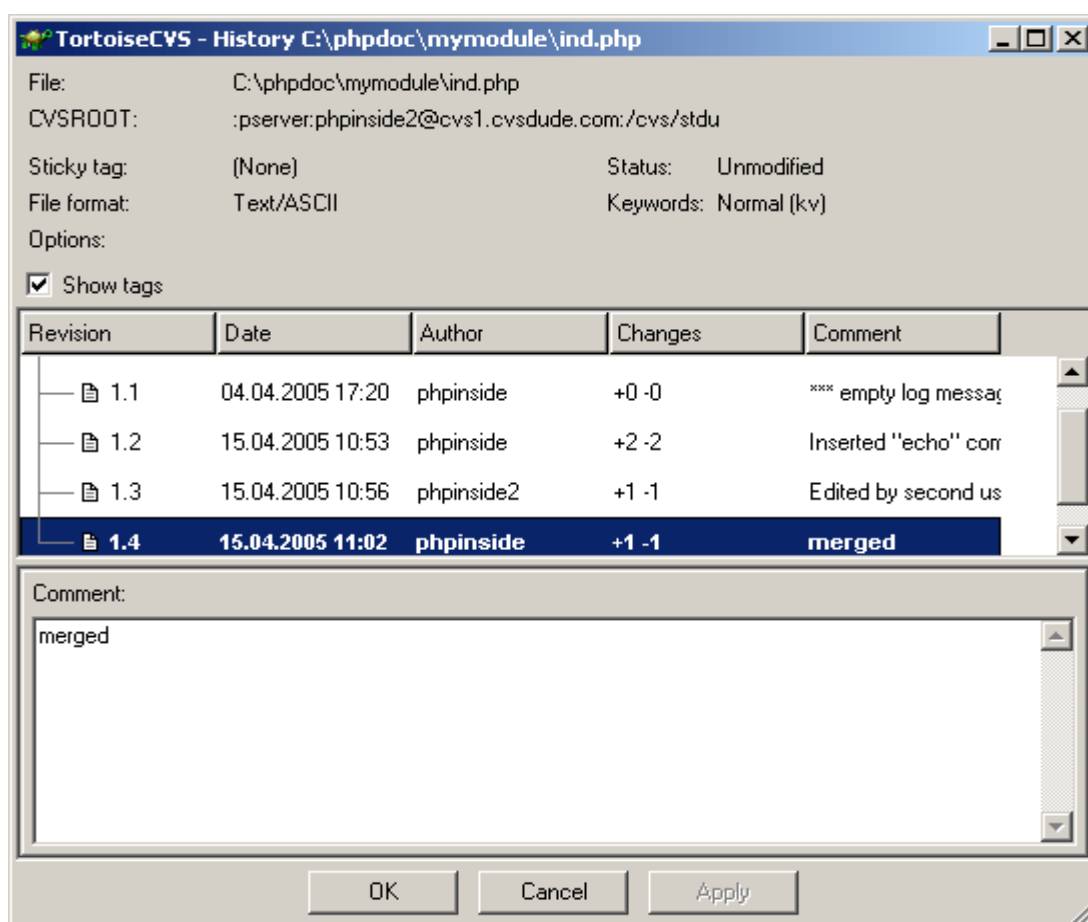 TortoiseCVS - History C:\phpdoc\mymodule\ind.php
File: C:\phpdoc\mymodule\ind.php
CVSROOT: :pserver:phpinside2@cvs1.cvsdude.com:/cvs/stdu
Sticky tag: (None) Status: Unmodified
File format: Text/ASCII Keywords: Normal (kv)
Options:
Show tags
Revision Date Author Changes Comment
1.1 04.04.2005 17:20 phpinside +0 -0 *** empty log messag
1.2 15.04.2005 10:53 phpinside +2 -2 Inserted "echo" com
1.3 15.04.2005 10:56 phpinside2 +1 -1 Edited by second us
1.4 15.04.2005 11:02 phpinside +1 -1 merged
Comment:
merged
OK Cancel Apply